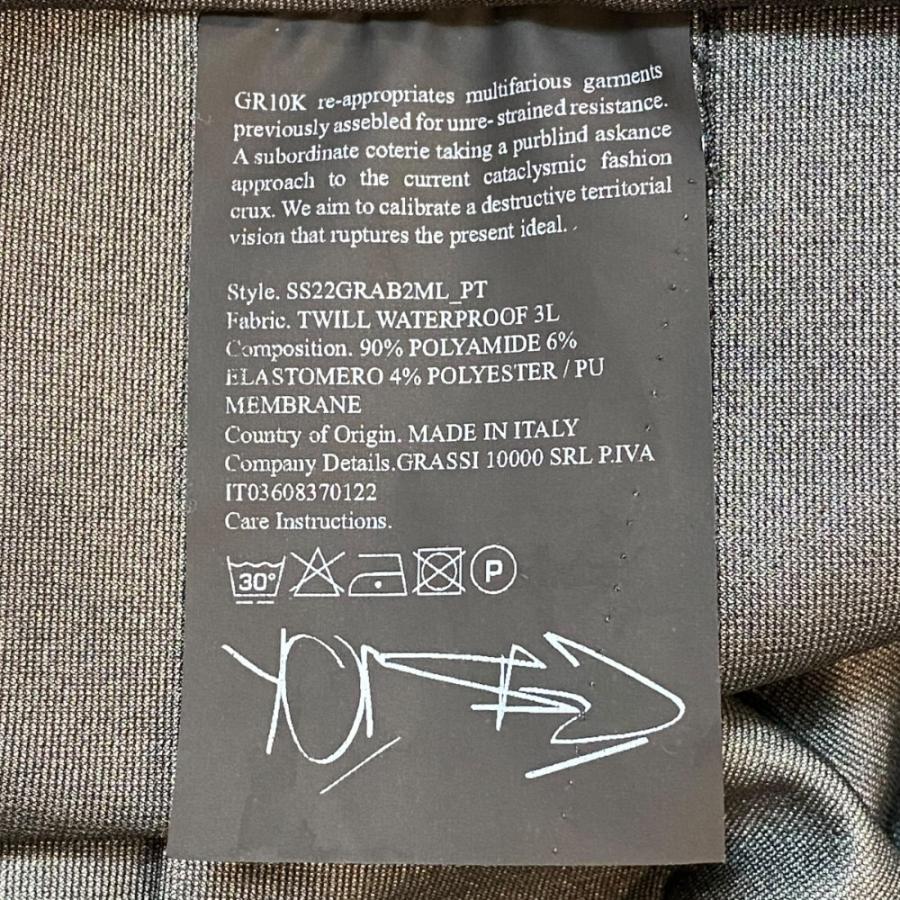 GR10K re-appropriates multifarious garments
previously assebled for unre- strained resistance.
A subordinate coterie taking a purblind askance
approach to the current cataclysmic fashion
crux. We aim to calibrate a destructive territorial
vision that ruptures the present ideal.
Style. SS22GRAB2ML_PT
Fabric. TWILL WATERPROOF 3L
Composition. 90% POLYAMIDE 6%
ELASTOMERO 4% POLYESTER / PU
MEMBRANE
Country of Origin. MADE IN ITALY
Company Details.GRASSI 10000 SRL P.IVA
IT03608370122
Care Instructions.
30° P